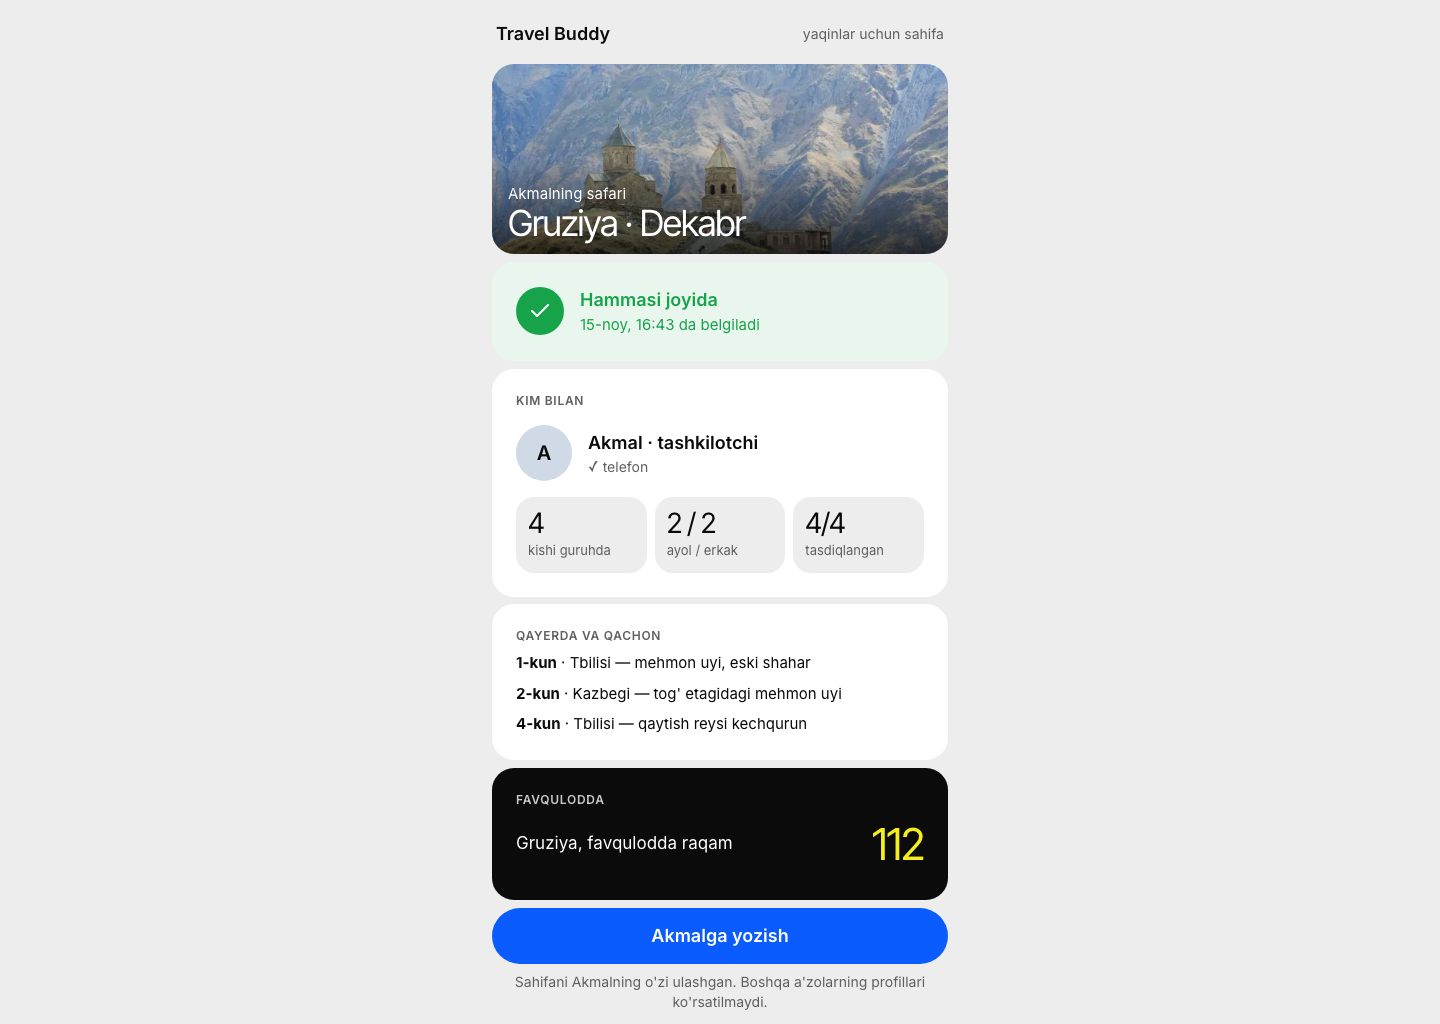 Travel Buddy
yaqinlar uchun sahifa
Akmalning safari
Gruziya · Dekabr
Hammasi joyida
15-noy, 16:43 da belgiladi
KIM BILAN
A
Akmal · tashkilotchi
✓ telefon
4
kishi guruhda
2 / 2
ayol / erkak
4/4
tasdiqlangan
QAYERDA VA QACHON
1-kun · Tbilisi — mehmon uyi, eski shahar
2-kun · Kazbegi — tog' etagidagi mehmon uyi
4-kun · Tbilisi — qaytish reysi kechqurun
FAVQULODDA
Gruziya, favqulodda raqam
112
Akmalga yozish
Sahifani Akmalning o'zi ulashgan. Boshqa a'zolarning profillari
ko'rsatilmaydi.